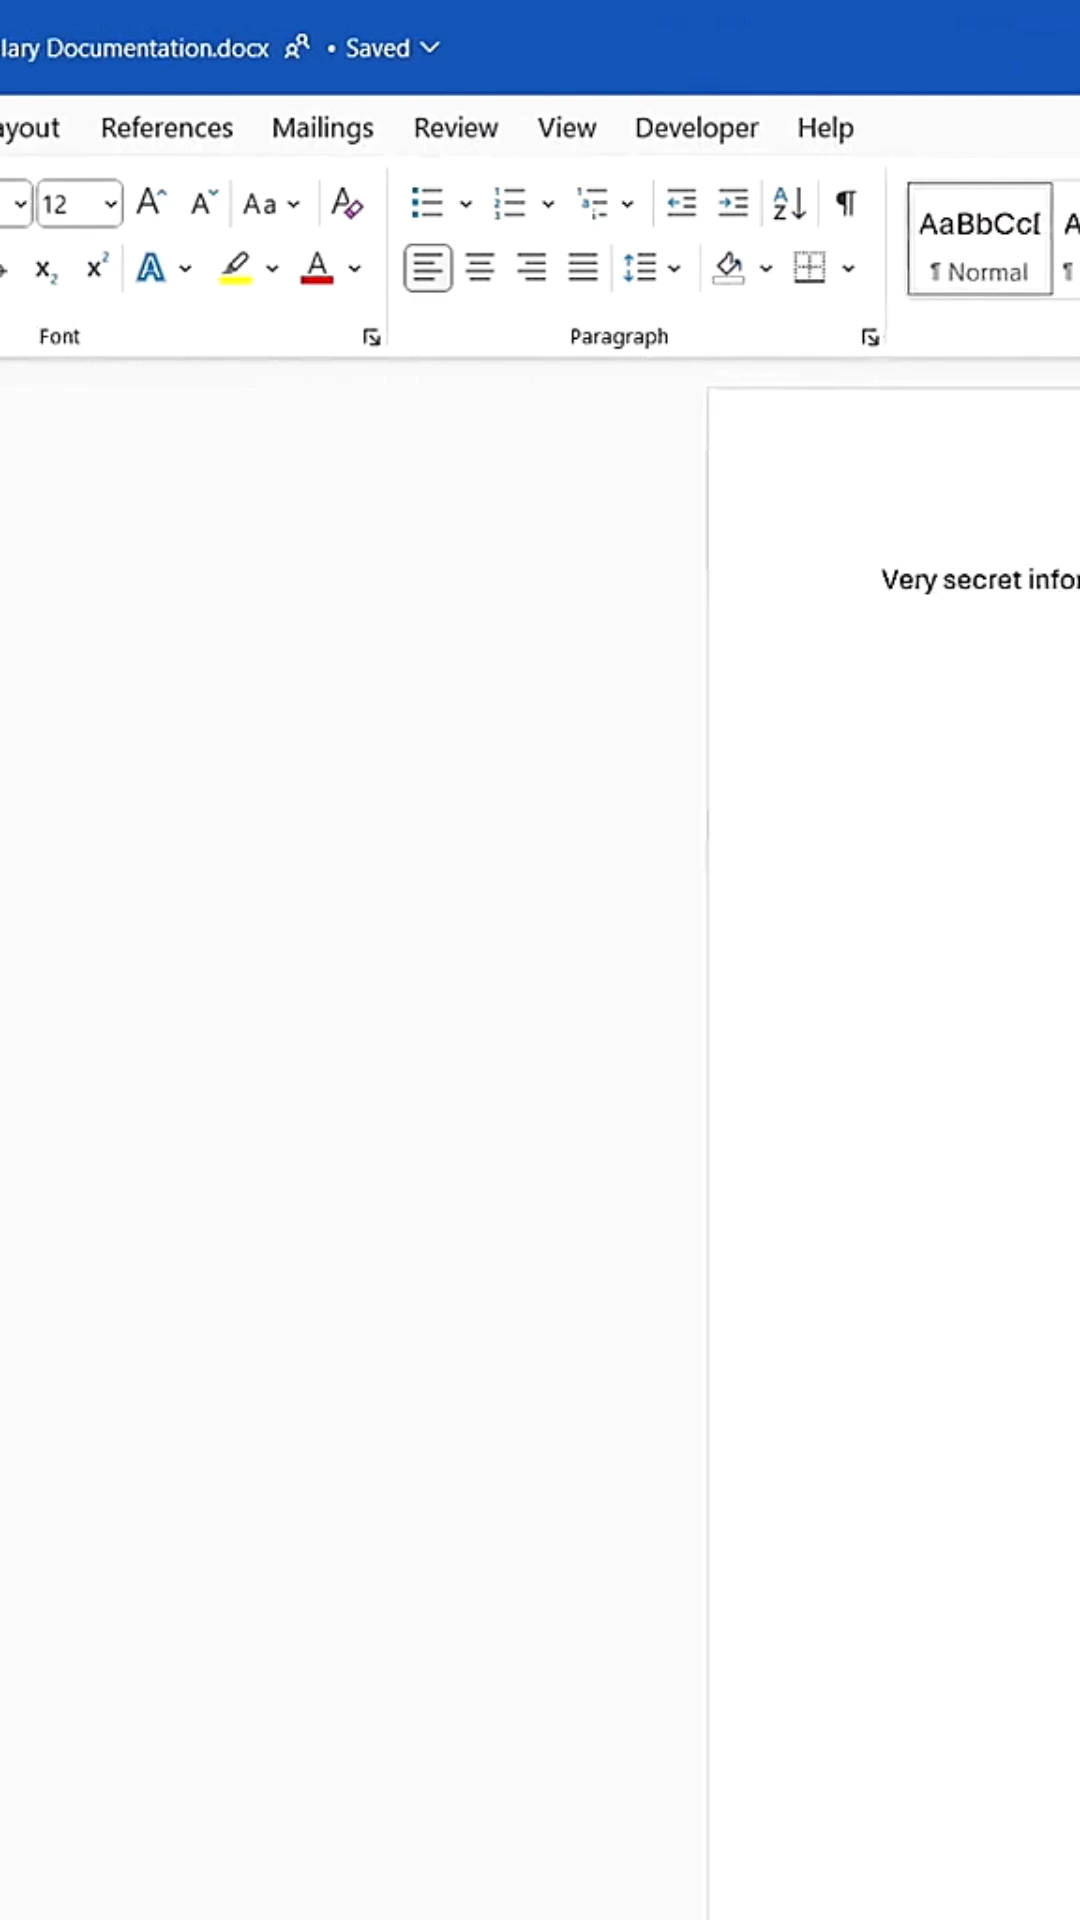 lary Documentation.docx • Saved
ayout References Mailings Review View Developer Help
12 Aa
Font Paragraph
AaBbCc
¶ Normal ¶
Very secret infor